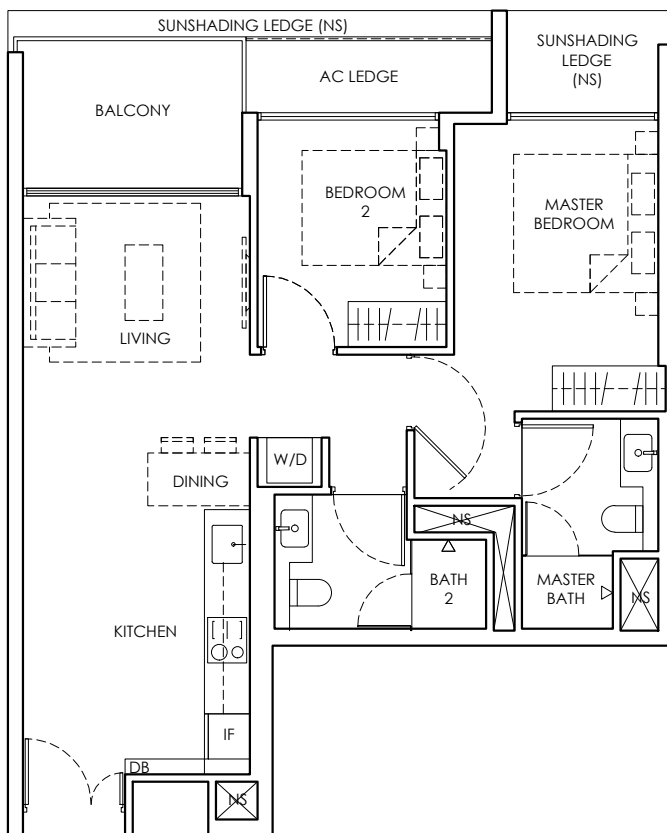 SUNSHADING LEDGE (NS)
SUNSHADING
LEDGE
(NS)
AC LEDGE
BALCONY
BEDROOM
2
MASTER
BEDROOM
LIVING
W/D
DINING
NS
BATH
2
MASTER
BATH
NS
KITCHEN
IF
DB
NS